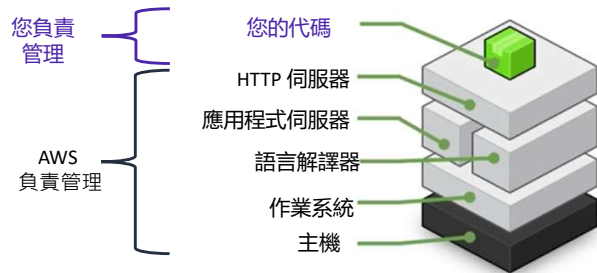 您負責
管理
您的代碼
HTTP 伺服器
應用程式伺服器
AWS
負責管理
語言解譯器
作業系統
主機